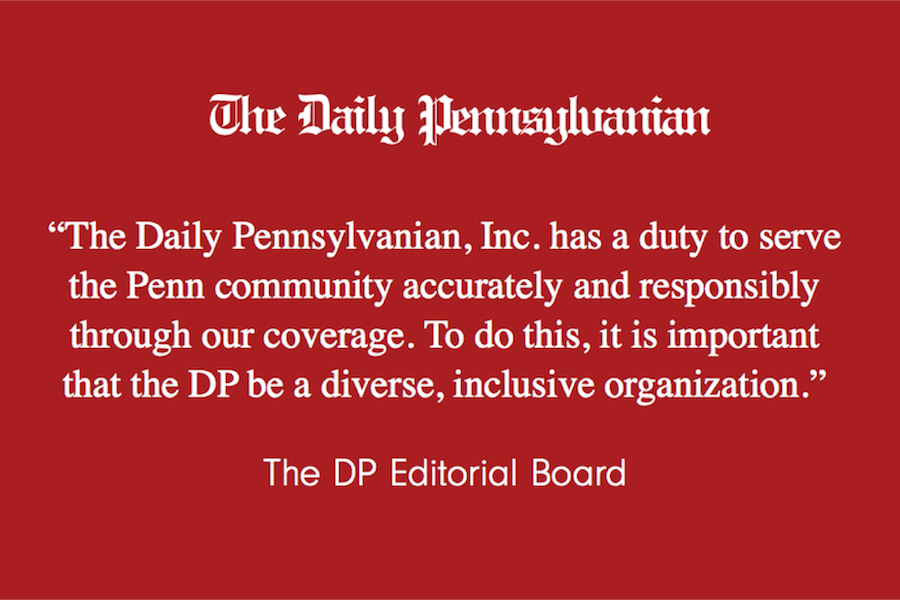 The Daily Pennsylvanian
“The Daily Pennsylvanian, Inc. has a duty to serve
the Penn community accurately and responsibly
through our coverage. To do this, it is important
that the DP be a diverse, inclusive organization.”
The DP Editorial Board